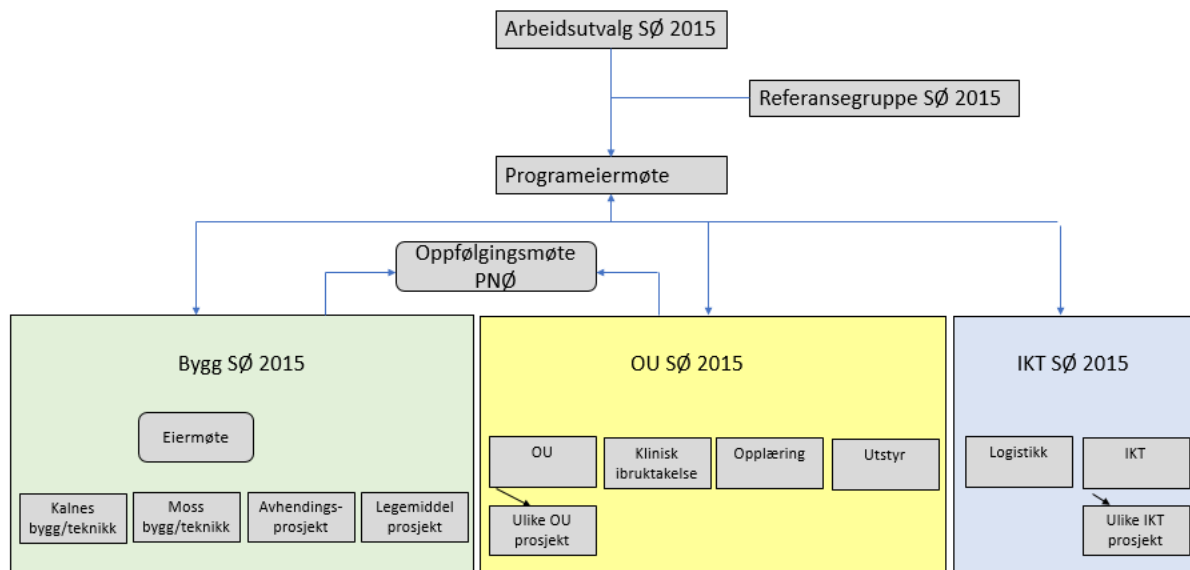 Arbeidsutvalg SØ 2015
Referansegruppe SØ 2015
Programeiermøte
Oppfølgingsmøte
PNØ
Bygg SØ 2015
Eiermøte
Kalnes
bygg/teknikk
Moss
bygg/teknikk
Avhendings-
prosjekt
Legemiddel
prosjekt
OU SØ 2015
OU
Klinisk
ibruktakelse
Opplæring
Utstyr
Ulike OU
prosjekt
IKT SØ 2015
Logistikk
IKT
Ulike IKT
prosjekt